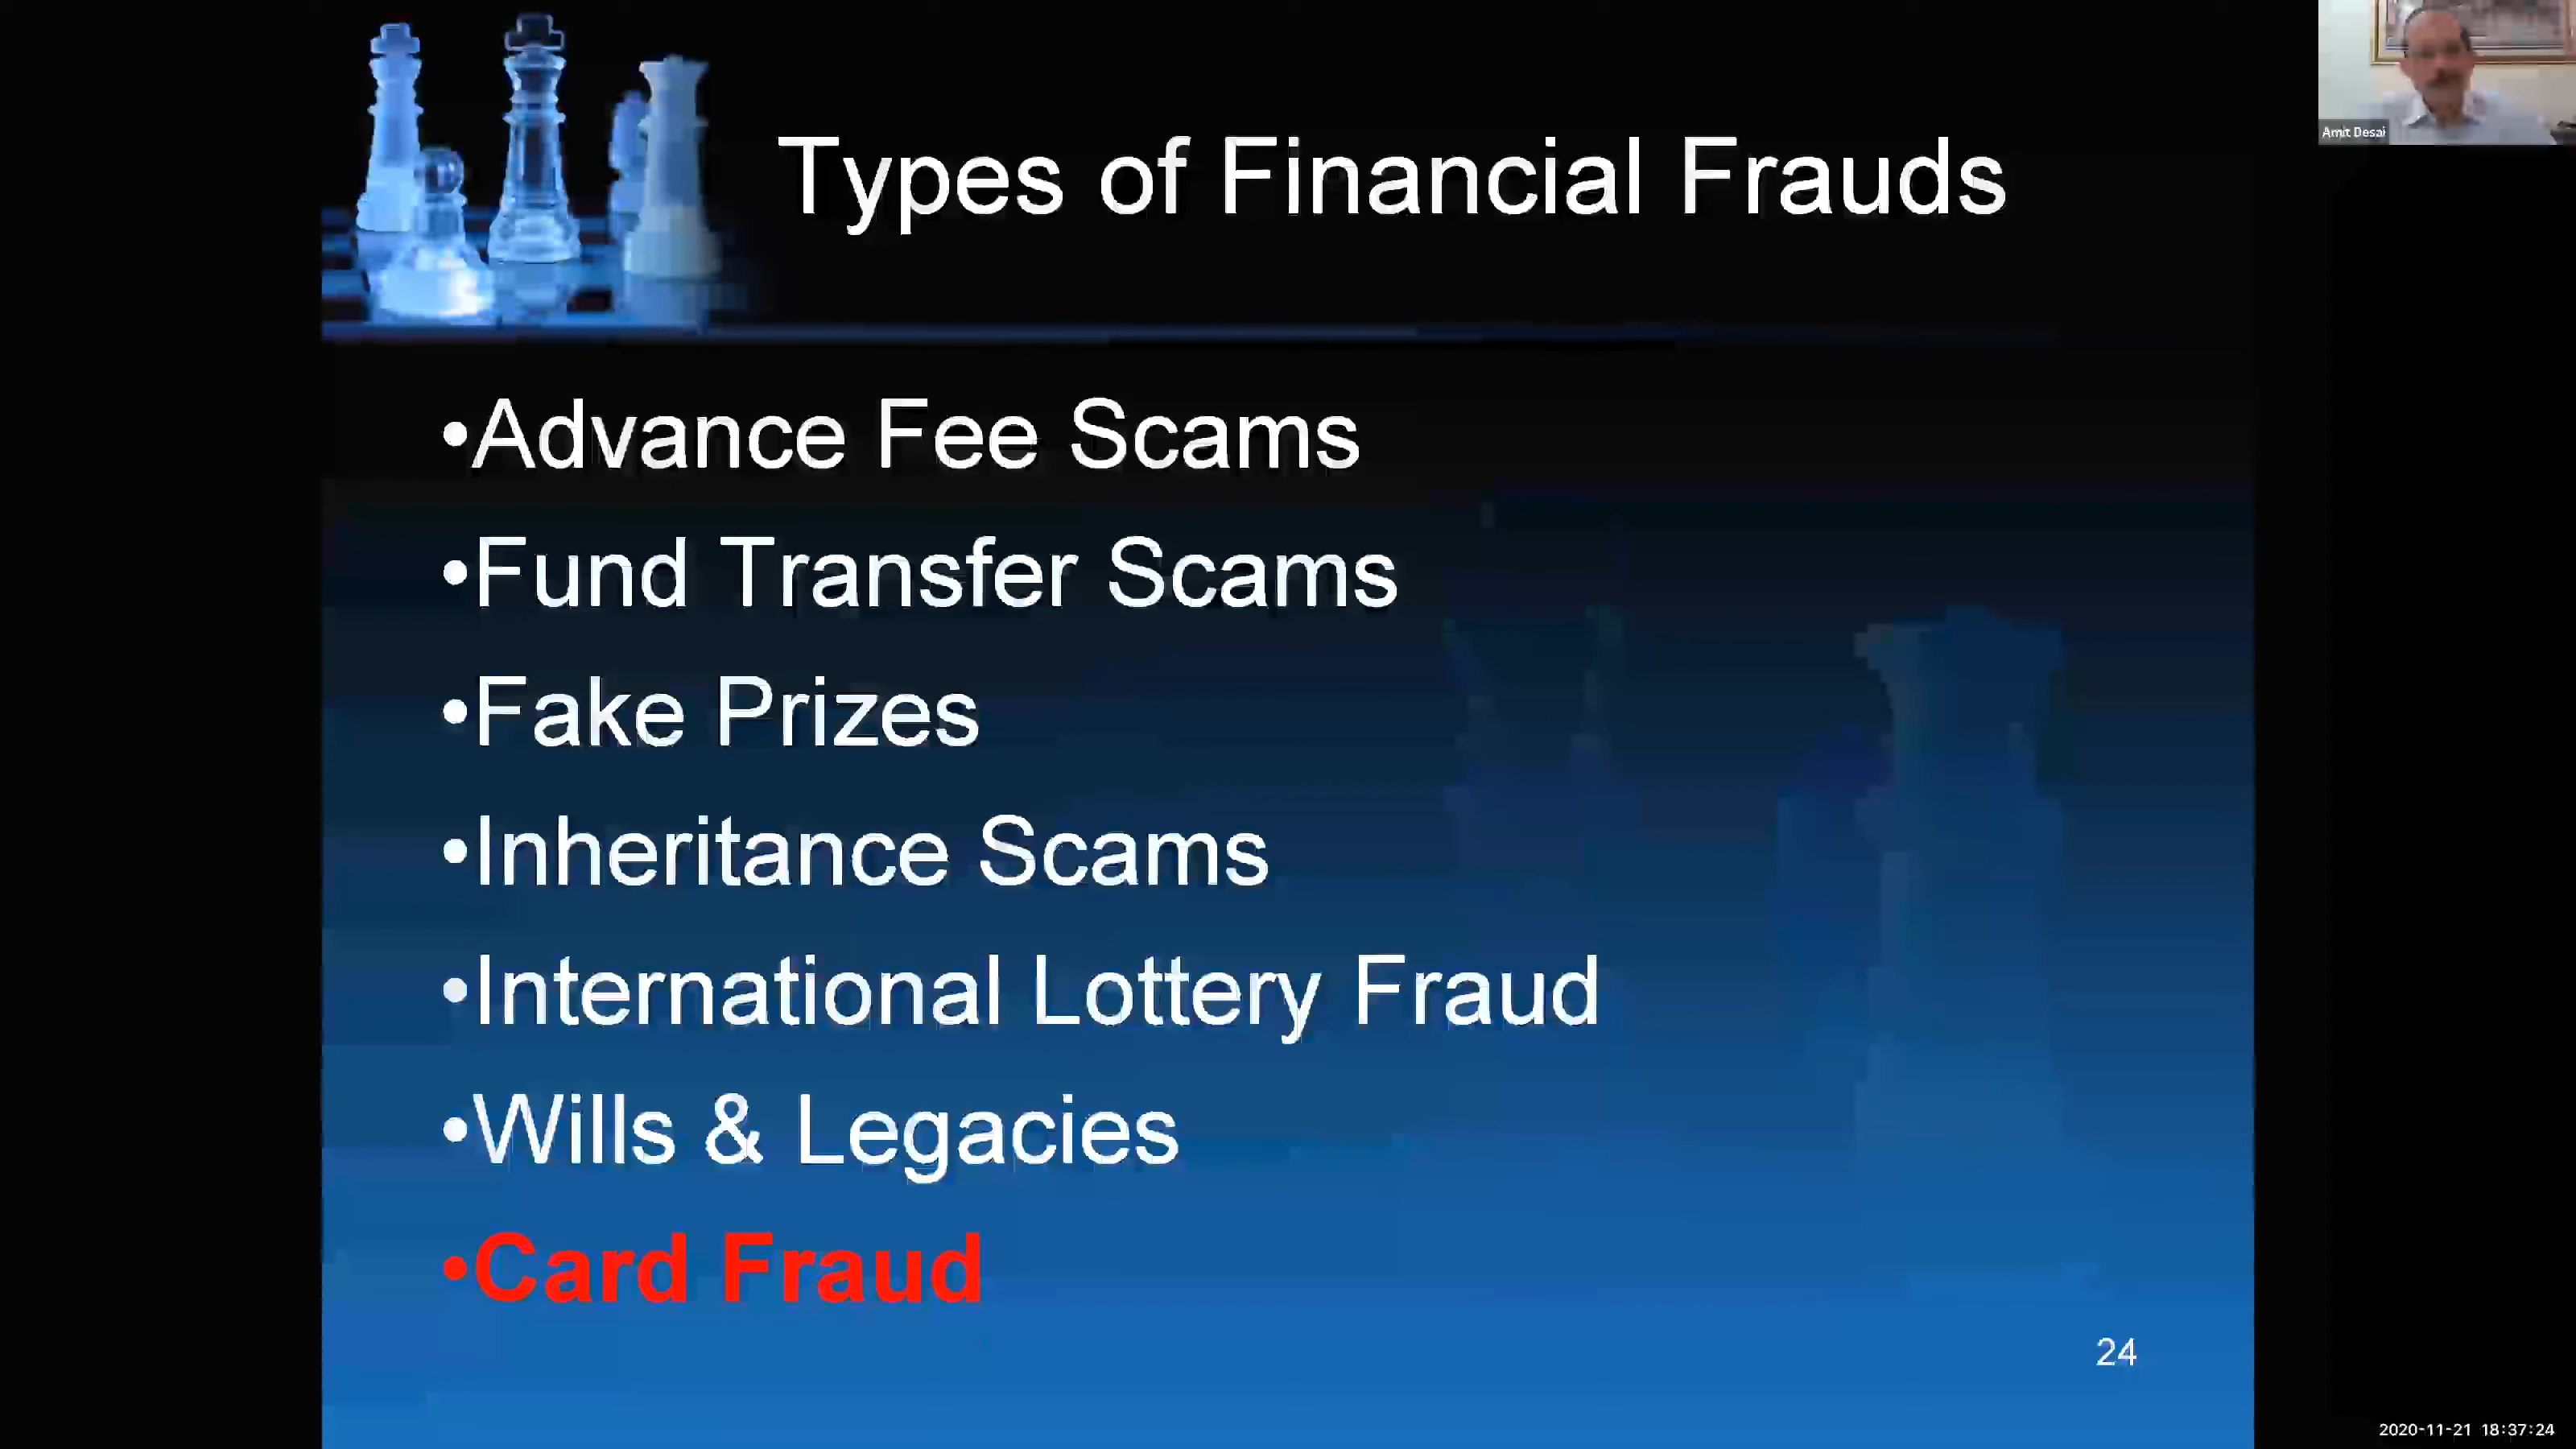 Amit Desai
Types of Financial Frauds
•Advance Fee Scams
•Fund Transfer Scams
•Fake Prizes
•Inheritance Scams
•International Lottery Fraud
•Wills & Legacies
•Card Fraud
24
2020-11-21 18:37:24